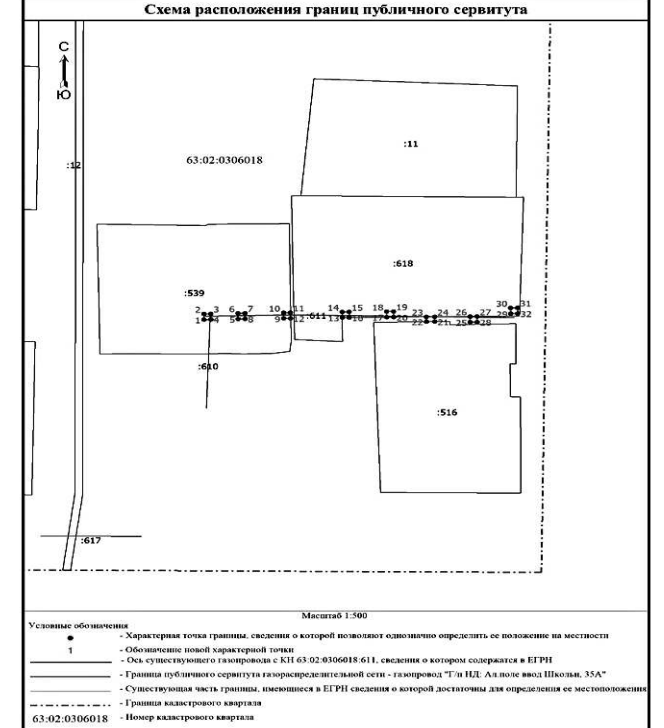 Схема расположения границ публичного сервитута
С
Ю
:12
63:02:0306018
:11
:618
:539
2 3 6 7 10 11 14 15 18 19 23 24 26 27 30 31
1 4 5 8 9 12 :611 13 16 17 20 22 21 25 28 29 32
:610
:516
:617
Масштаб 1:500
Условные обозначения
- Характерная точка границы, сведения о которой позволяют однозначно определить ее положение на местности
1 - Обозначение новой характерной точки
- Ось существующего газопровода с КН 63:02:0306018:611, сведения о котором содержатся в ЕГРН
- Граница публичного сервитута газораспределительной сети - газопровод "Г/п НД: Ал.поле ввод Школьн. 35А"
- Существующая часть границы, имеющиеся в ЕГРН сведения о которой достаточны для определения ее местоположения
- Граница кадастрового квартала
63:02:0306018 - Номер кадастрового квартала